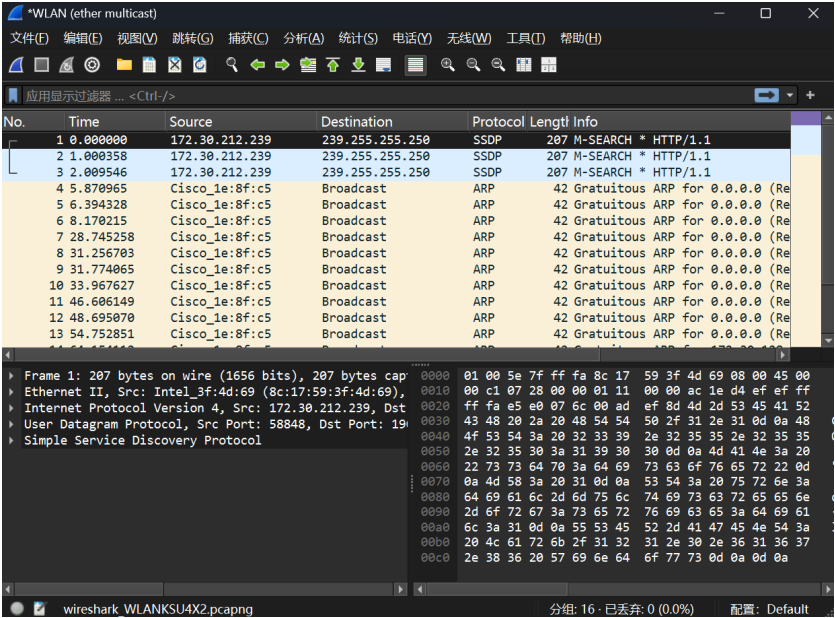 *WLAN (ether multicast)
文件(F) 编辑(E) 视图(V) 跳转(G) 捕获(C) 分析(A) 统计(S) 电话(Y) 无线(W) 工具(T) 帮助(H)
应用显示过滤器 … <Ctrl-/>
No. Time Source Destination Protocol Length Info
1 0.000000 172.30.212.239 239.255.255.250 SSDP 207 M-SEARCH * HTTP/1.1
2 1.000358 172.30.212.239 239.255.255.250 SSDP 207 M-SEARCH * HTTP/1.1
3 2.009546 172.30.212.239 239.255.255.250 SSDP 207 M-SEARCH * HTTP/1.1
4 5.870965 Cisco_1e:8f:c5 Broadcast ARP 42 Gratuitous ARP for 0.0.0.0 (Re
5 6.394328 Cisco_1e:8f:c5 Broadcast ARP 42 Gratuitous ARP for 0.0.0.0 (Re
6 8.170215 Cisco_1e:8f:c5 Broadcast ARP 42 Gratuitous ARP for 0.0.0.0 (Re
7 28.745258 Cisco_1e:8f:c5 Broadcast ARP 42 Gratuitous ARP for 0.0.0.0 (Re
8 31.256703 Cisco_1e:8f:c5 Broadcast ARP 42 Gratuitous ARP for 0.0.0.0 (Re
9 31.774065 Cisco_1e:8f:c5 Broadcast ARP 42 Gratuitous ARP for 0.0.0.0 (Re
10 33.967627 Cisco_1e:8f:c5 Broadcast ARP 42 Gratuitous ARP for 0.0.0.0 (Re
11 46.606149 Cisco_1e:8f:c5 Broadcast ARP 42 Gratuitous ARP for 0.0.0.0 (Re
12 48.695070 Cisco_1e:8f:c5 Broadcast ARP 42 Gratuitous ARP for 0.0.0.0 (Re
13 54.752851 Cisco_1e:8f:c5 Broadcast ARP 42 Gratuitous ARP for 0.0.0.0 (Re
Frame 1: 207 bytes on wire (1656 bits), 207 bytes cap
Ethernet II, Src: Intel_3f:4d:69 (8c:17:59:3f:4d:69),
Internet Protocol Version 4, Src: 172.30.212.239, Dst
User Datagram Protocol, Src Port: 58848, Dst Port: 190
Simple Service Discovery Protocol
0000 01 00 5e 7f ff fa 8c 17 59 3f 4d 69 08 00 45 00
0010 00 c1 07 28 00 00 01 11 00 00 ac 1e d4 ef ef ff
0020 ff fa e5 e0 07 6c 00 ad ef 8d 4d 2d 53 45 41 52
0030 43 48 20 2a 20 48 54 54 50 2f 31 2e 31 0d 0a 48
0040 4f 53 54 3a 20 32 33 39 2e 32 35 35 2e 32 35 35
0050 2e 32 35 30 3a 31 39 30 30 0d 0a 4d 41 4e 3a 20
0060 22 73 73 64 70 3a 64 69 73 63 6f 76 65 72 22 0d
0070 0a 4d 58 3a 20 31 0d 0a 53 54 3a 20 75 72 6e 3a
0080 64 69 61 6c 2d 6d 75 6c 74 69 73 63 72 65 65 6e
0090 2d 6f 72 67 3a 73 65 72 76 69 63 65 3a 64 69 61
00a0 6c 3a 31 0d 0a 55 53 45 52 2d 41 47 45 4e 54 3a
00b0 20 4c 61 72 6b 2f 31 32 31 2e 30 2e 36 31 36 37
00c0 2e 38 36 20 57 69 6e 64 6f 77 73 0d 0a 0d 0a
wireshark_WLANKSU4X2.pcapng 分组: 16 · 已丢弃: 0 (0.0%) 配置: Default